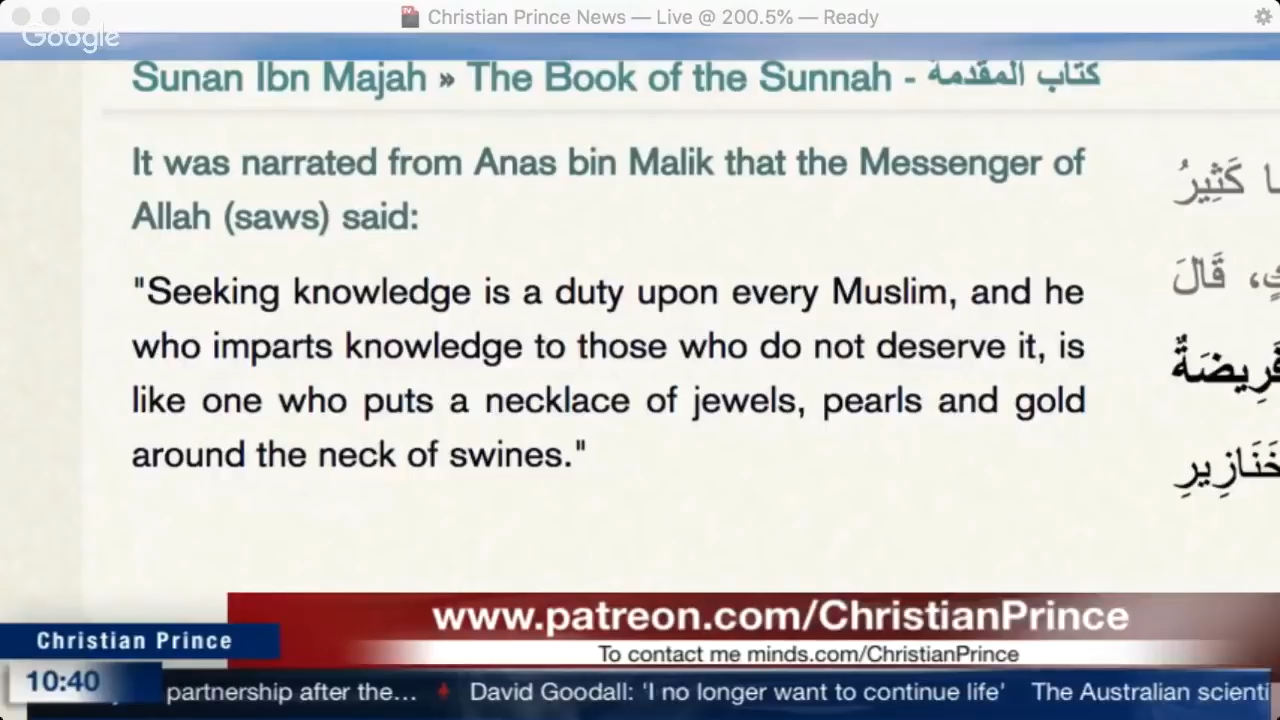 Christian Prince News — Live @ 200.5% — Ready
Google
Sunan Ibn Majah » The Book of the Sunnah - كتاب المقدمة
It was narrated from Anas bin Malik that the Messenger of
Allah (saws) said:
"Seeking knowledge is a duty upon every Muslim, and he
who imparts knowledge to those who do not deserve it, is
like one who puts a necklace of jewels, pearls and gold
around the neck of swines."
كَثِيرُ
قَالَ
www.patreon.com/ChristianPrince
To contact me minds.com/ChristianPrince
Christian Prince
10:40
partnership after the... David Goodall: 'I no longer want to continue life' The Australian scienti